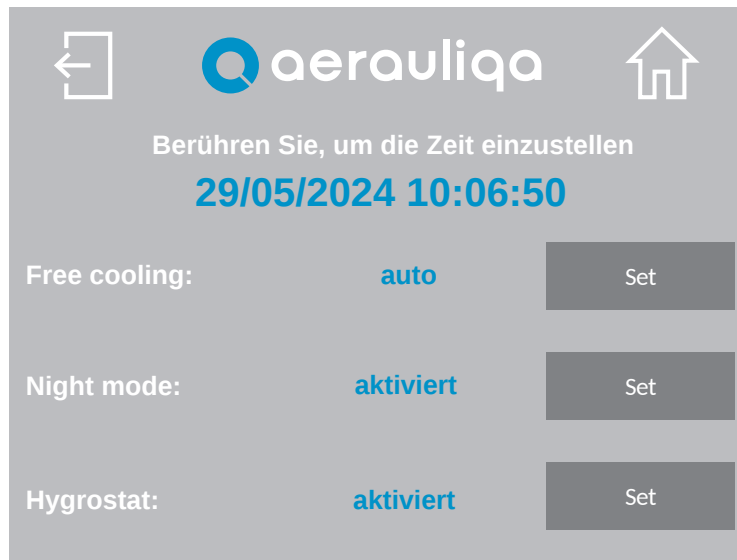 aerauliqa
Berühren Sie, um die Zeit einzustellen
29/05/2024 10:06:50
Free cooling: auto Set
Night mode: aktiviert Set
Hygrostat: aktiviert Set